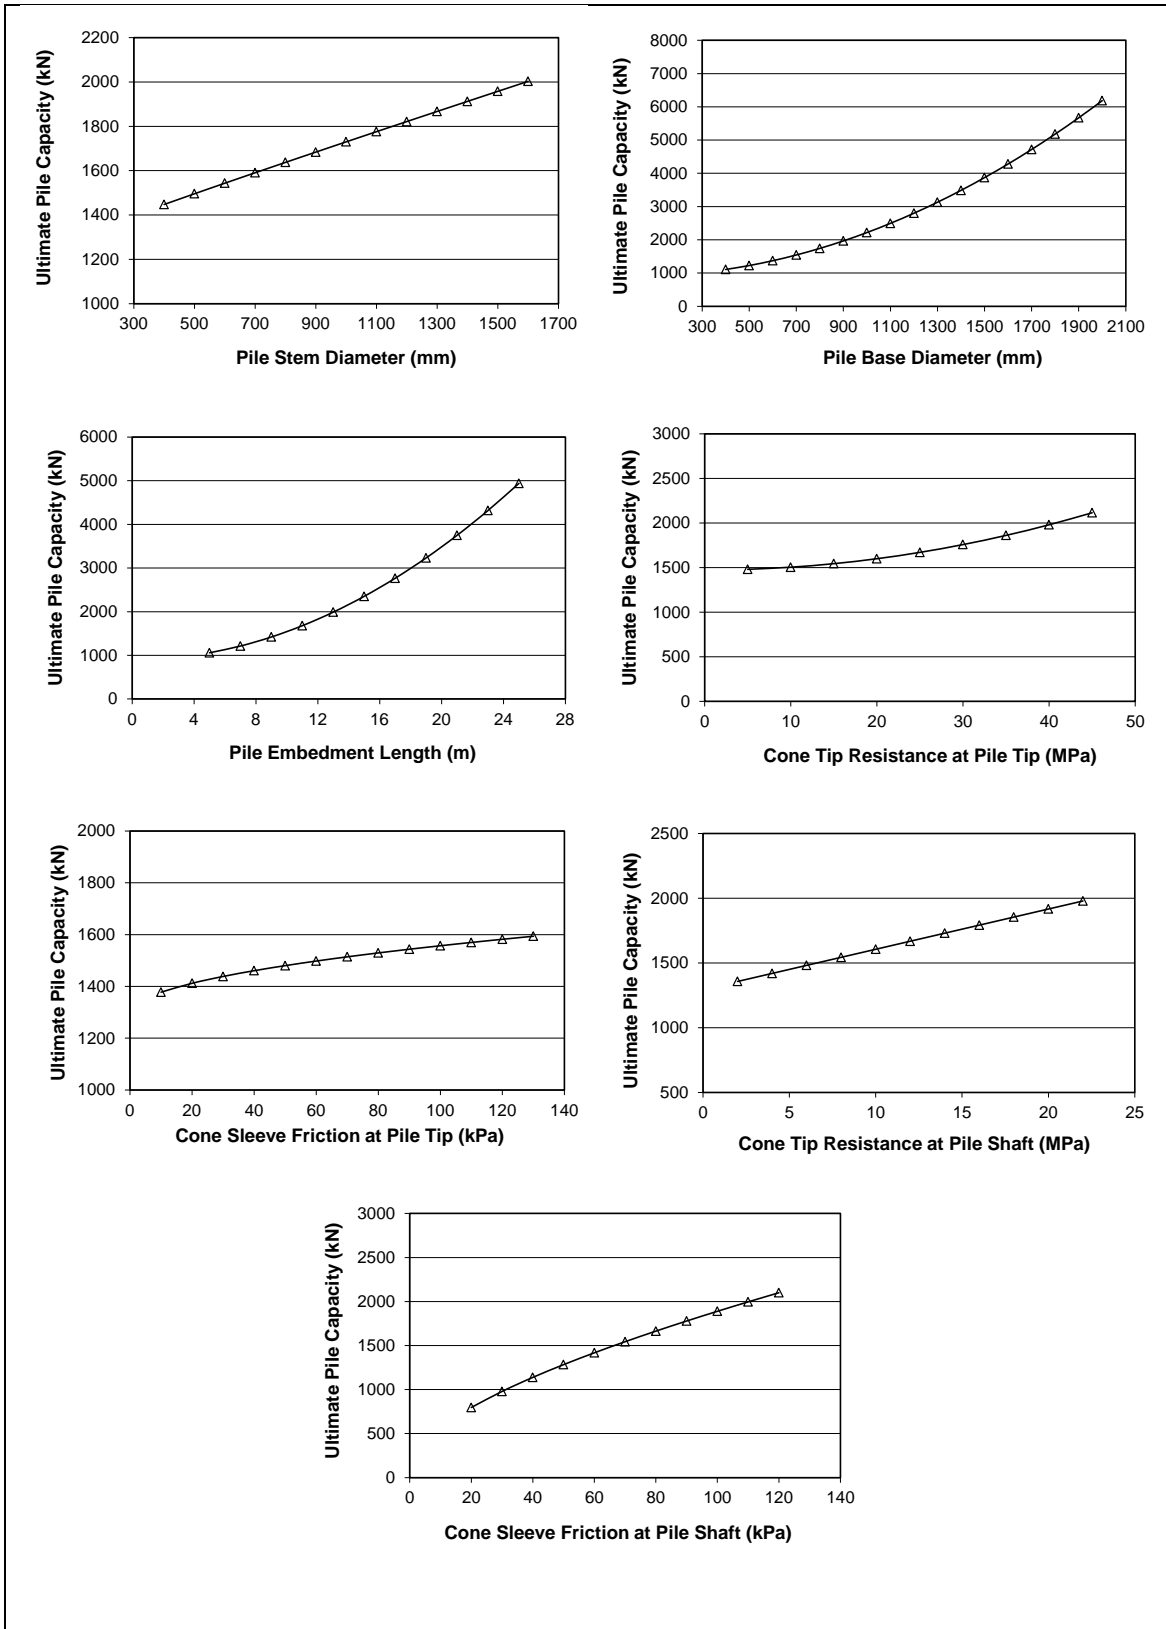 Ultimate Pile Capacity (kN)
2200
2000
1800
1600
1400
1200
1000
300 500 700 900 1100 1300 1500 1700
Pile Stem Diameter (mm)
Ultimate Pile Capacity (kN)
8000
7000
6000
5000
4000
3000
2000
1000
0
300 500 700 900 1100 1300 1500 1700 1900 2100
Pile Base Diameter (mm)
Ultimate Pile Capacity (kN)
6000
5000
4000
3000
2000
1000
0
0 4 8 12 16 20 24 28
Pile Embedment Length (m)
Ultimate Pile Capacity (kN)
3000
2500
2000
1500
1000
500
0
0 10 20 30 40 50
Cone Tip Resistance at Pile Tip (MPa)
Ultimate Pile Capacity (kN)
2000
1800
1600
1400
1200
1000
0 20 40 60 80 100 120 140
Cone Sleeve Friction at Pile Tip (kPa)
Ultimate Pile Capacity (kN)
2500
2000
1500
1000
500
0 5 10 15 20 25
Cone Tip Resistance at Pile Shaft (MPa)
Ultimate Pile Capacity (kN)
3000
2500
2000
1500
1000
500
0
0 20 40 60 80 100 120 140
Cone Sleeve Friction at Pile Shaft (kPa)